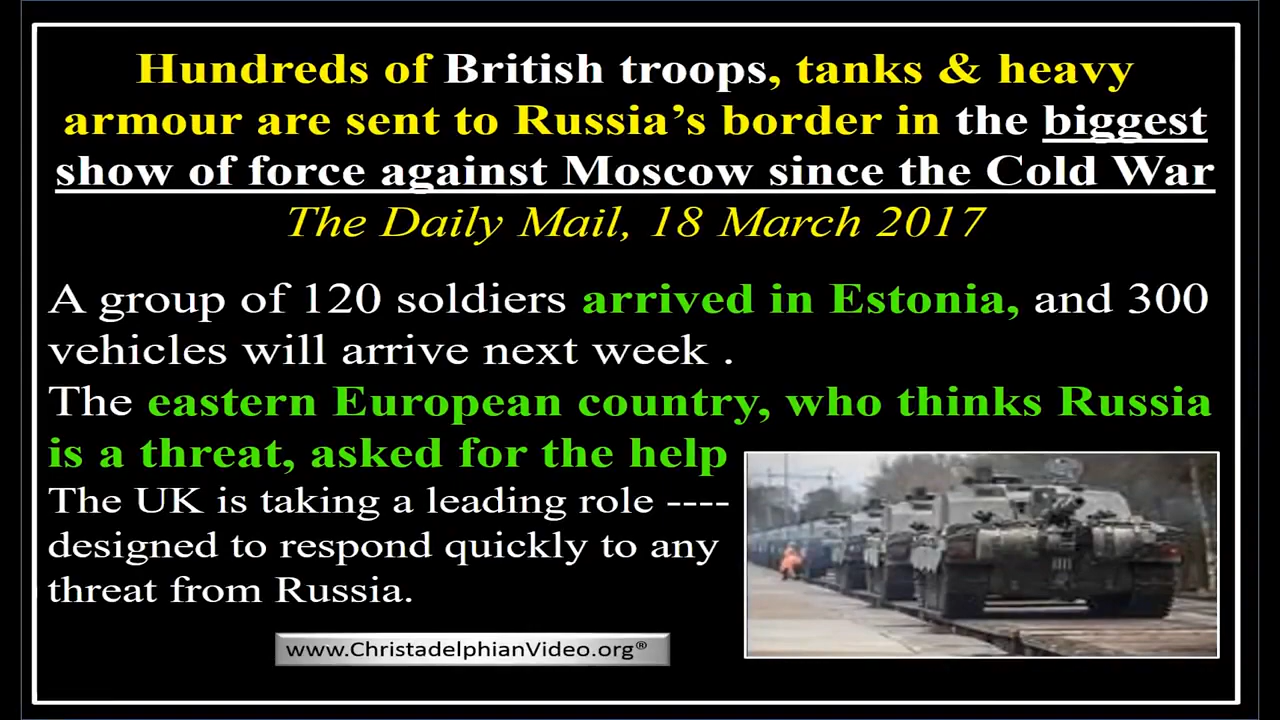 Hundreds of British troops, tanks & heavy
armour are sent to Russia’s border in the biggest
show of force against Moscow since the Cold War
The Daily Mail, 18 March 2017
A group of 120 soldiers arrived in Estonia, and 300
vehicles will arrive next week .
The eastern European country, who thinks Russia
is a threat, asked for the help
The UK is taking a leading role ----
designed to respond quickly to any
threat from Russia.
www.ChristadelphianVideo.org®